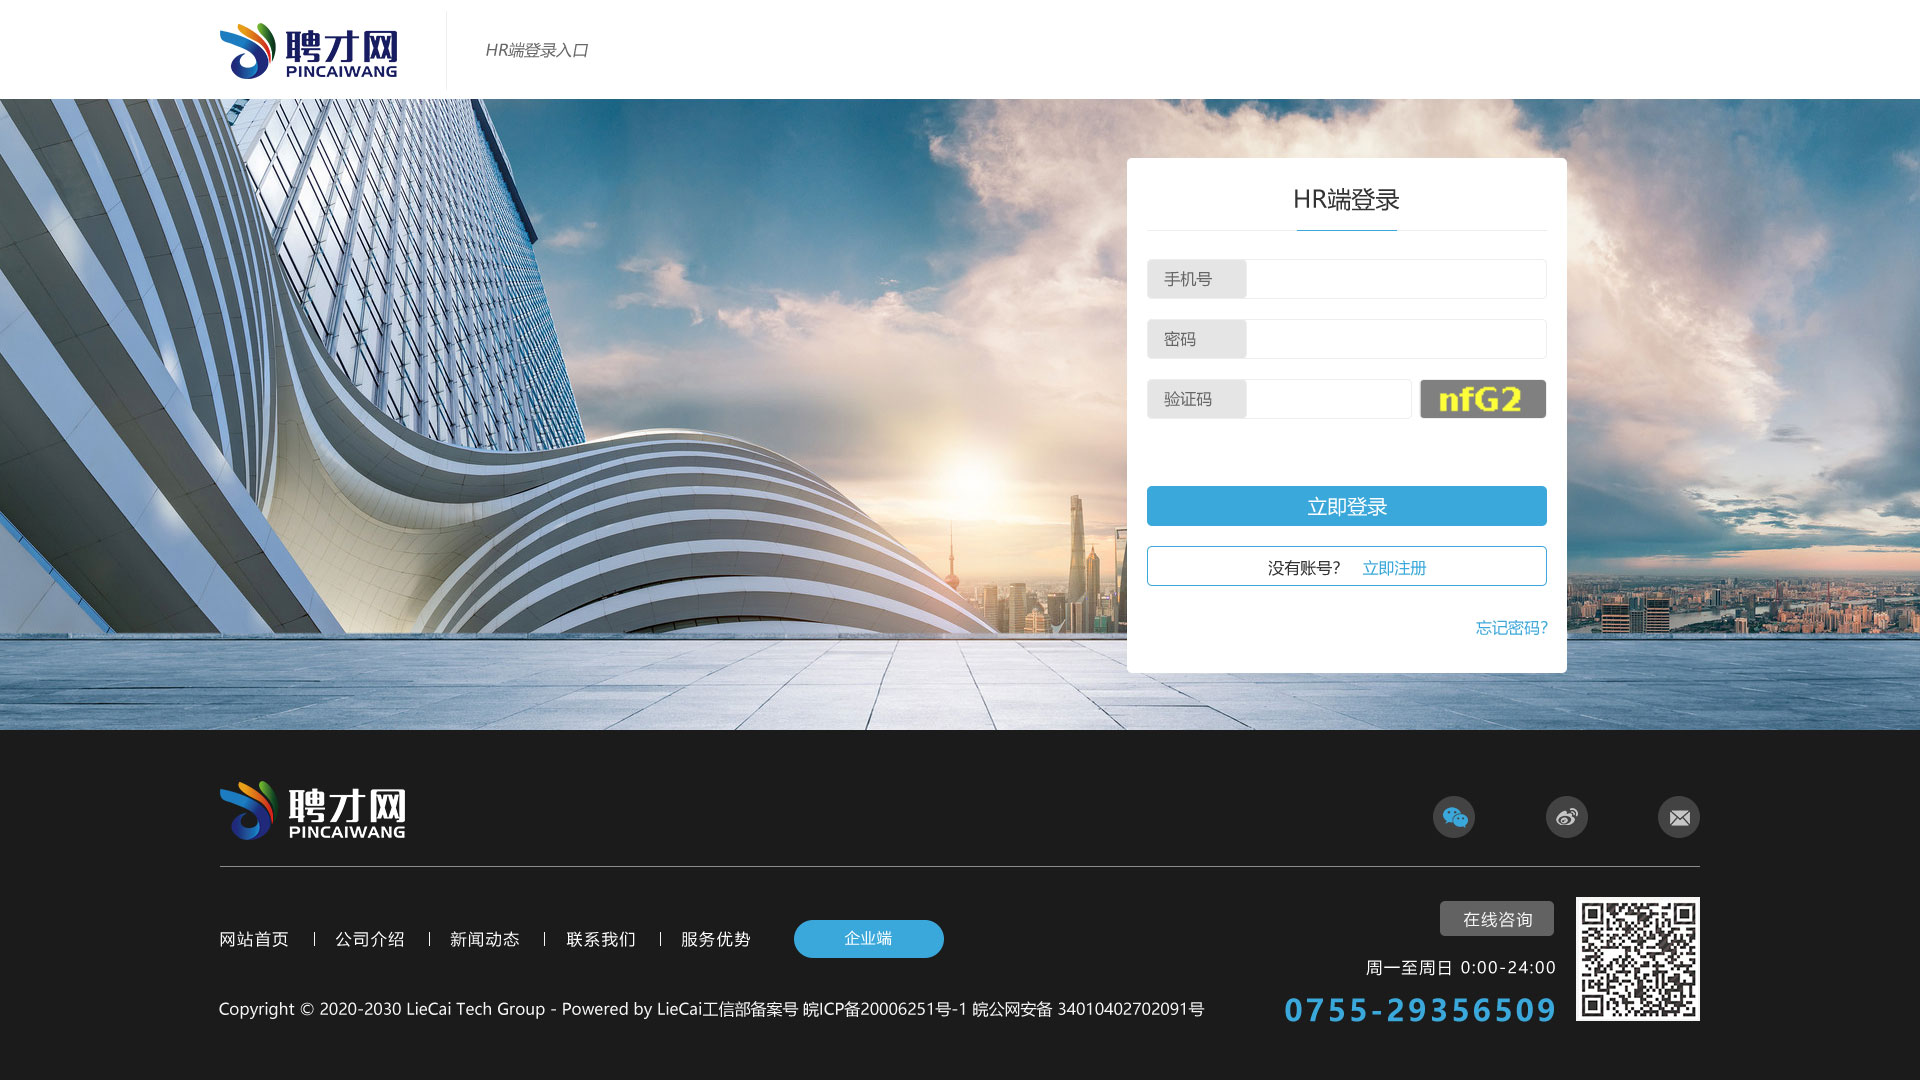 聘才网
PINCAIWANG
HR端登录入口
HR端登录
手机号
密码
验证码
nfG2
立即登录
没有账号? 立即注册
忘记密码?
聘才网
PINCAIWANG
网站首页 | 公司介绍 | 新闻动态 | 联系我们 | 服务优势
企业端
在线咨询
周一至周日 0:00-24:00
Copyright © 2020-2030 LieCai Tech Group - Powered by LieCai工信部备案号 皖ICP备20006251号-1 皖公网安备 34010402702091号
0755-29356509